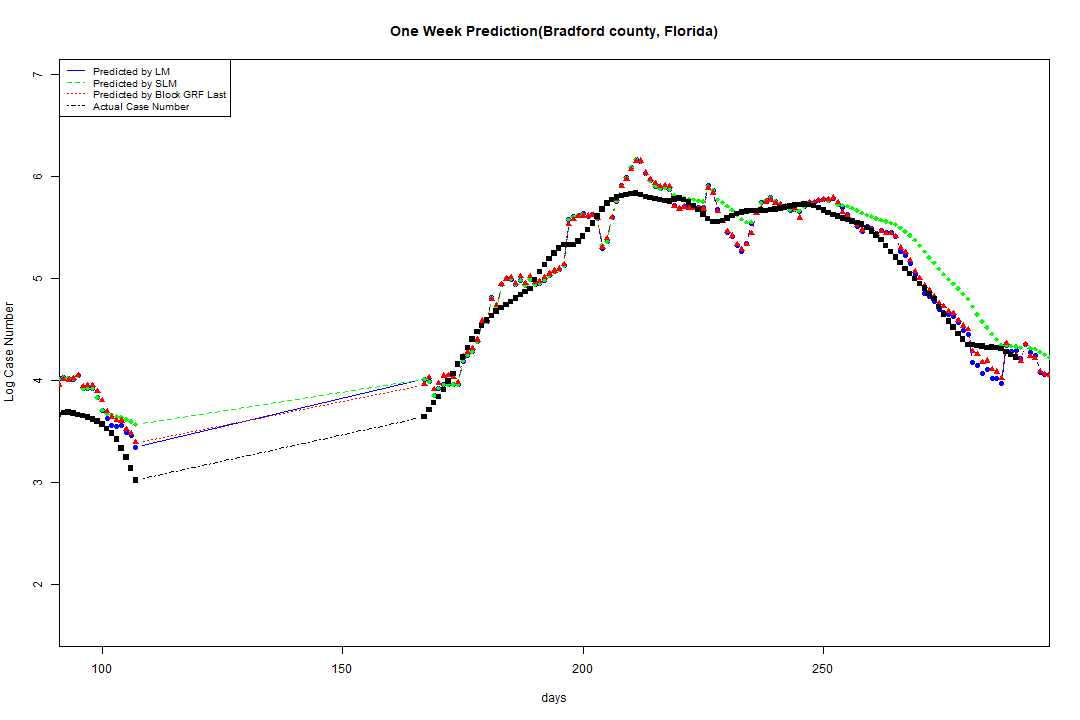 One Week Prediction(Bradford county, Florida)
Predicted by LM
Predicted by SLM
Predicted by Block GRF Last
Actual Case Number
7
6
5
4
3
2
Log Case Number
100 150 200 250
days